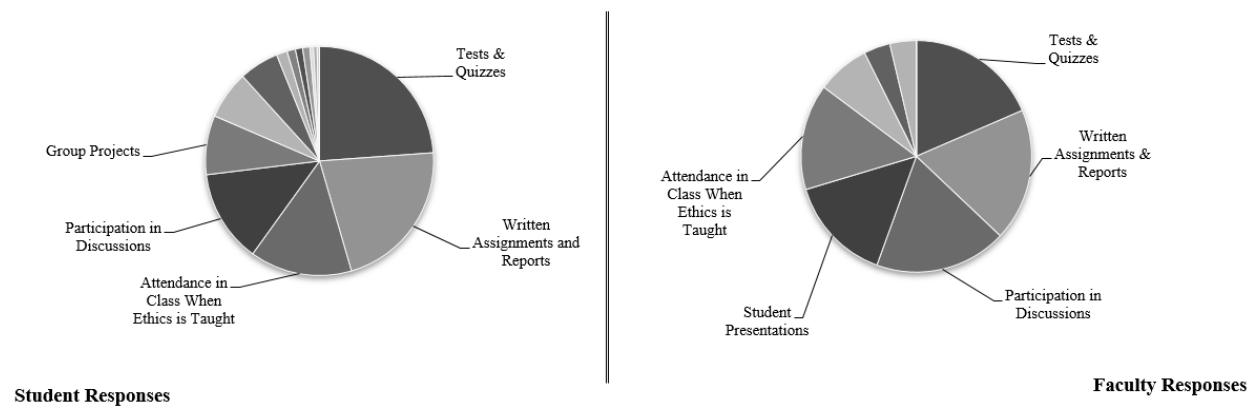 Tests &
Quizzes
Written
Assignments and
Reports
Attendance in
Class When
Ethics is Taught
Participation in
Discussions
Group Projects
Student Responses
Tests &
Quizzes
Written
Assignments &
Reports
Participation in
Discussions
Student
Presentations
Attendance in
Class When
Ethics is
Taught
Faculty Responses